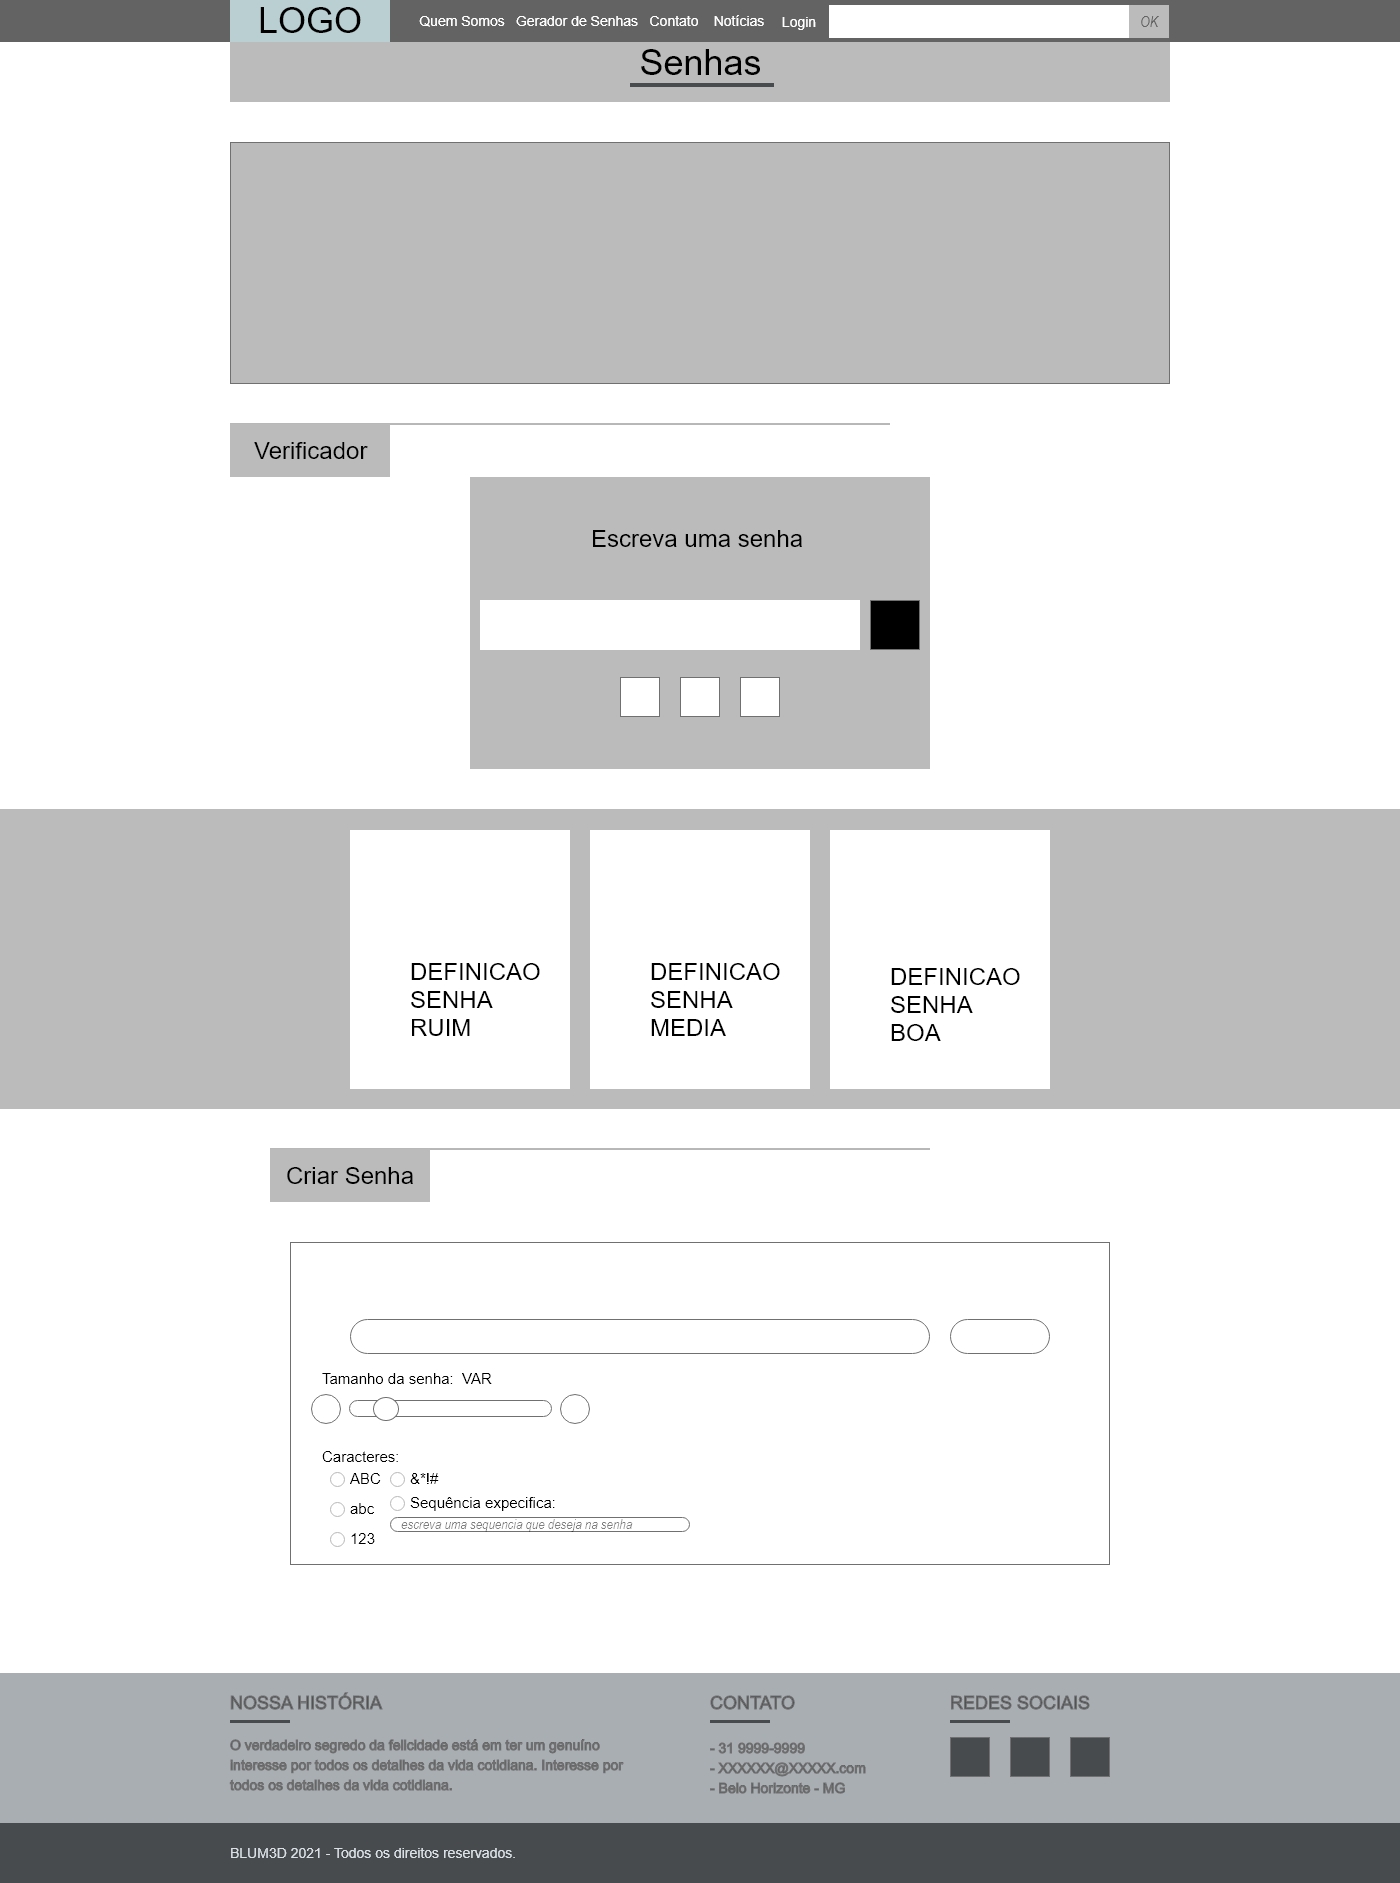 LOGO
Quem Somos Gerador de Senhas Contato Notícias Login OK
Senhas
Verificador
Escreva uma senha
DEFINICAO
SENHA
RUIM
DEFINICAO
SENHA
MEDIA
DEFINICAO
SENHA
BOA
Criar Senha
Tamanho da senha: VAR
Caracteres:
ABC
abc
123
&*!#
Sequência expecifica:
escreva uma sequencia que deseja na senha
NOSSA HISTÓRIA
O verdadeiro segredo da felicidade está em ter um genuíno
interesse por todos os detalhes da vida cotidiana. Interesse por
todos os detalhes da vida cotidiana.
CONTATO
- 31 9999-9999
- XXXXXX@XXXXX.com
- Belo Horizonte - MG
REDES SOCIAIS
BLUM3D 2021 - Todos os direitos reservados.